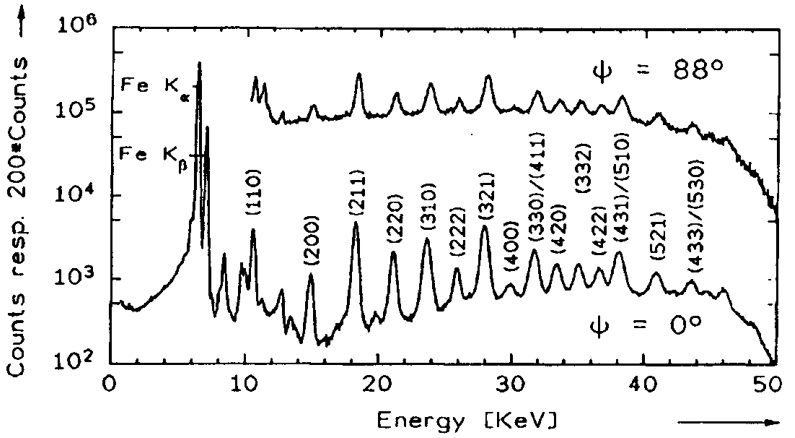 Counts resp. 200*Counts
10⁶
10⁵
10⁴
10³
10²
Fe Kα
Fe Kβ
ψ = 88°
(110)
(200)
(211)
(220)
(310)
(222)
(321)
(400)
(330)/(411)
(420)
(332)
(422)
(431)/(510)
(521)
(433)/(530)
ψ = 0°
0 10 20 30 40 50
Energy [KeV]